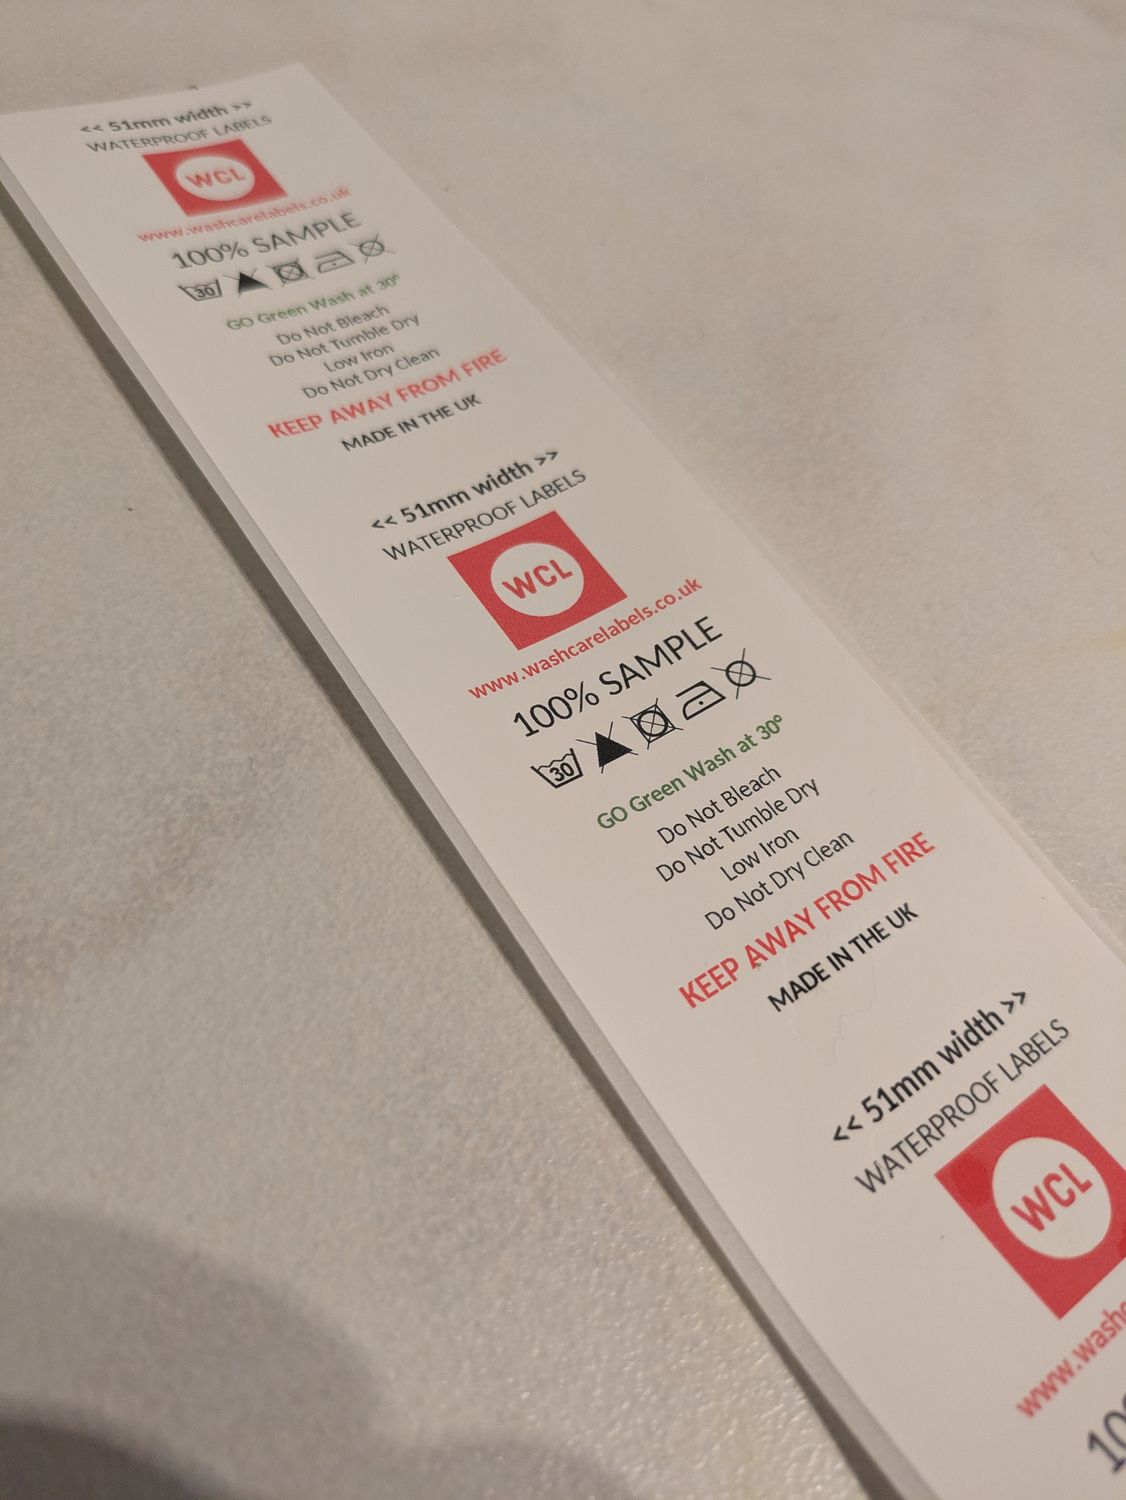 << 51mm width >>
WATERPROOF LABELS
WCL
www.washcarelabels.co.uk
100% SAMPLE
30
GO Green Wash at 30°
Do Not Bleach
Do Not Tumble Dry
Low Iron
Do Not Dry Clean
KEEP AWAY FROM FIRE
MADE IN THE UK
<< 51mm width >>
WATERPROOF LABELS
WCL
www.washcarelabels.co.uk
100% SAMPLE
30
GO Green Wash at 30°
Do Not Bleach
Do Not Tumble Dry
Low Iron
Do Not Dry Clean
KEEP AWAY FROM FIRE
MADE IN THE UK
<< 51mm width >>
WATERPROOF LABELS
WCL